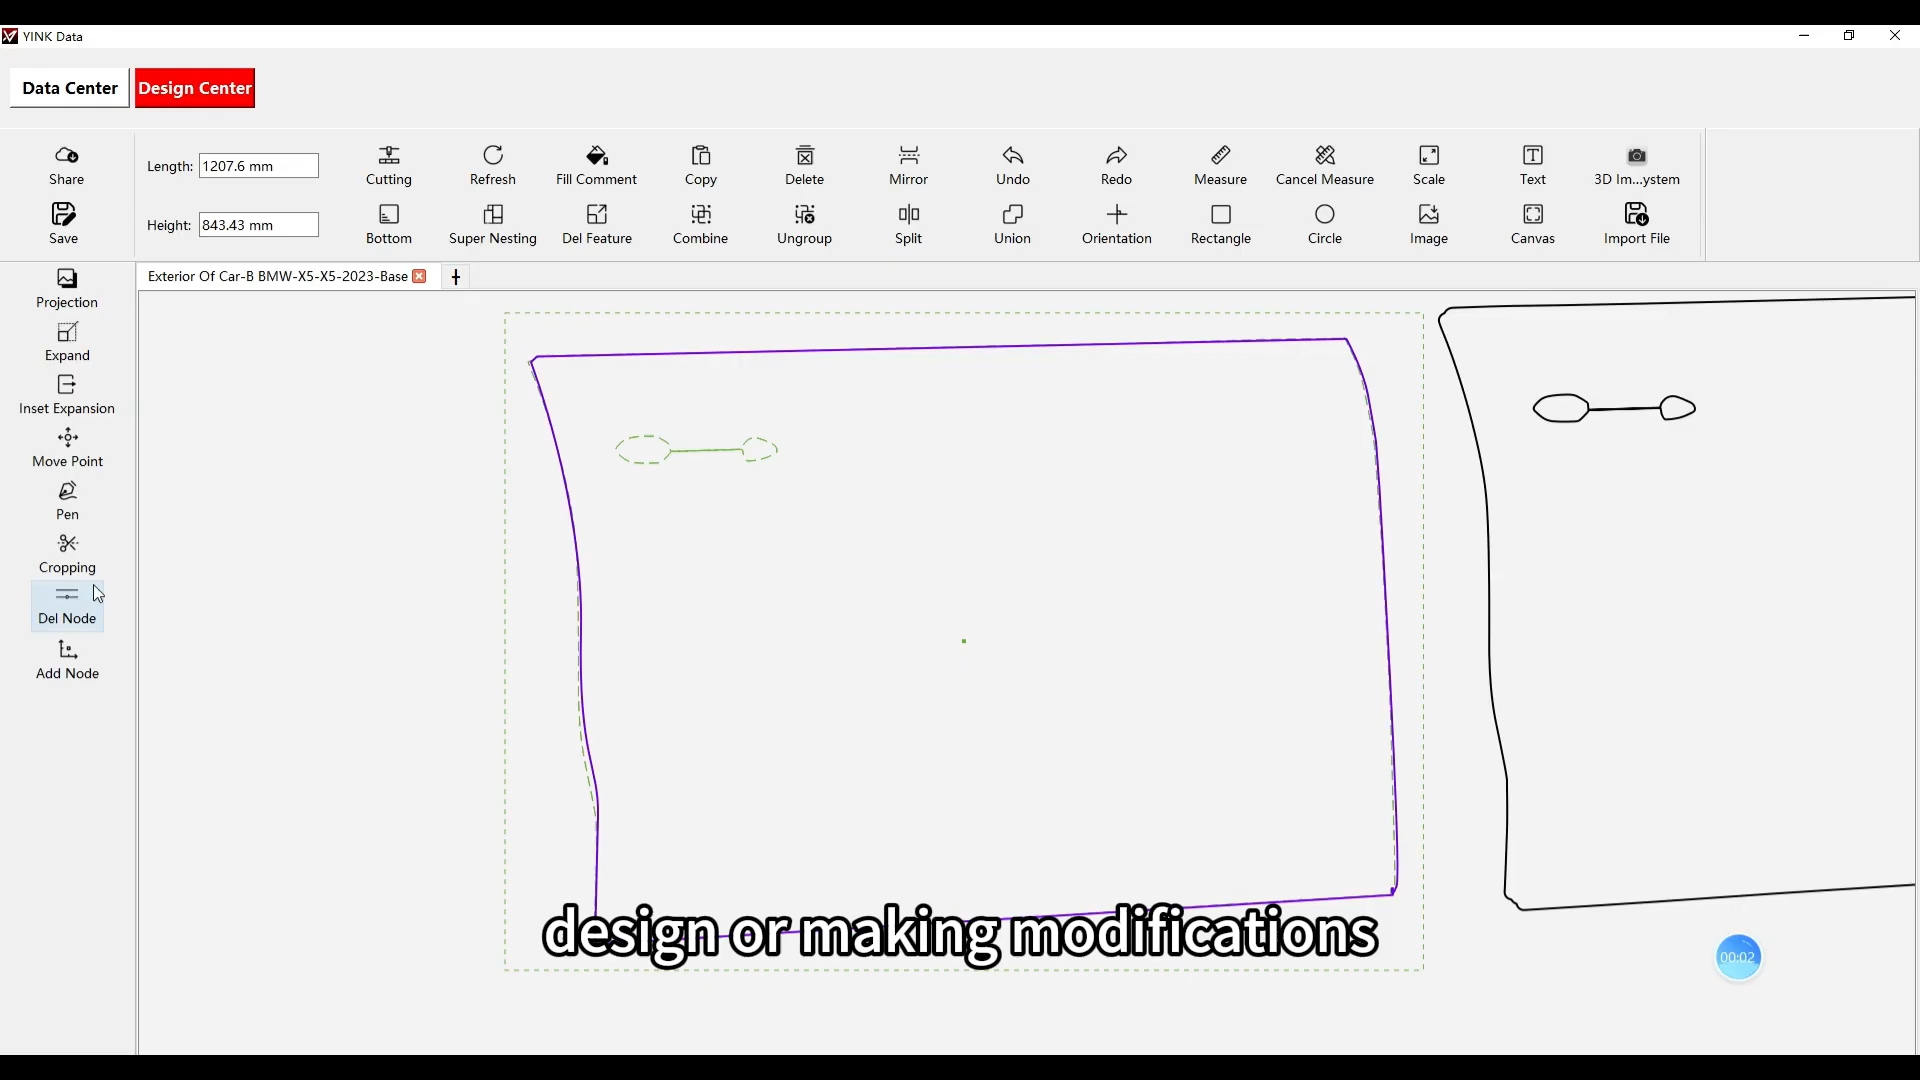 YINK Data
Data Center
Design Center
Share
Length: 1207.6 mm
Cutting
Refresh
Fill Comment
Copy
Delete
Mirror
Undo
Redo
Measure
Cancel Measure
Scale
Text
3D Im...ystem
Save
Height: 843.43 mm
Bottom
Super Nesting
Del Feature
Combine
Ungroup
Split
Union
Orientation
Rectangle
Circle
Image
Canvas
Import File
Exterior Of Car-B BMW-X5-X5-2023-Base
Projection
Expand
Inset Expansion
Move Point
Pen
Cropping
Del Node
Add Node
design or making modifications
00:02